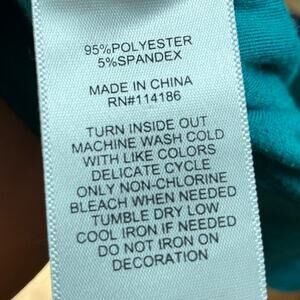 95%POLYESTER
5%SPANDEX
MADE IN CHINA
RN#114186
TURN INSIDE OUT
MACHINE WASH COLD
WITH LIKE COLORS
DELICATE CYCLE
ONLY NON-CHLORINE
BLEACH WHEN NEEDED
TUMBLE DRY LOW
COOL IRON IF NEEDED
DO NOT IRON ON
DECORATION